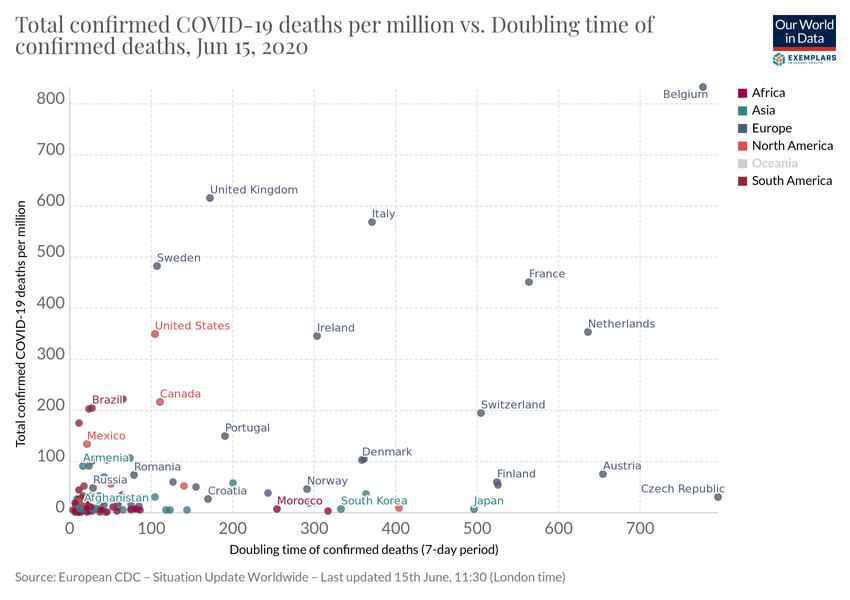 Total confirmed COVID-19 deaths per million vs. Doubling time of
confirmed deaths, Jun 15, 2020
Our World
in Data
EXEMPLARS
IN GLOBAL HEALTH
Africa
Asia
Europe
North America
Oceania
South America
Total confirmed COVID-19 deaths per million
800
700
600
500
400
300
200
100
0
Belgium
United Kingdom
Italy
Sweden
France
United States
Ireland
Netherlands
Brazil
Canada
Switzerland
Mexico
Portugal
Armenia
Denmark
Romania
Russia
Finland
Austria
Norway
Croatia
Czech Republic
Afghanistan
Morocco
South Korea
Japan
0
100
200
300
400
500
600
700
Doubling time of confirmed deaths (7-day period)
Source: European CDC – Situation Update Worldwide – Last updated 15th June, 11:30 (London time)